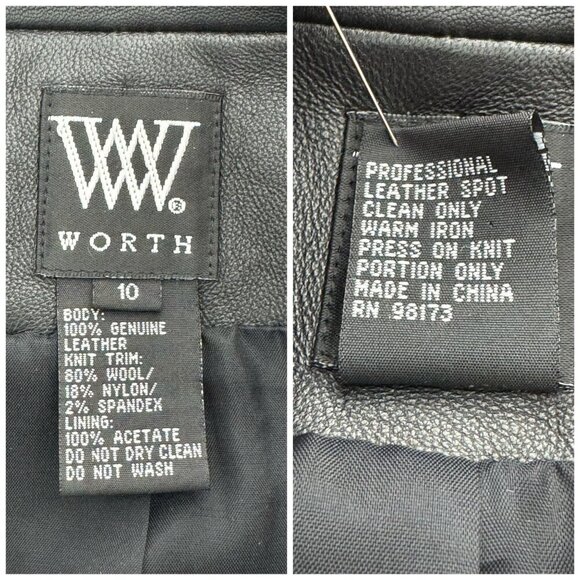 W
®
WORTH
10
BODY:
100% GENUINE
LEATHER
KNIT TRIM:
80% WOOL/
18% NYLON/
2% SPANDEX
LINING:
100% ACETATE
DO NOT DRY CLEAN
DO NOT WASH
PROFESSIONAL
LEATHER SPOT
CLEAN ONLY
WARM IRON
PRESS ON KNIT
PORTION ONLY
MADE IN CHINA
RN 98173